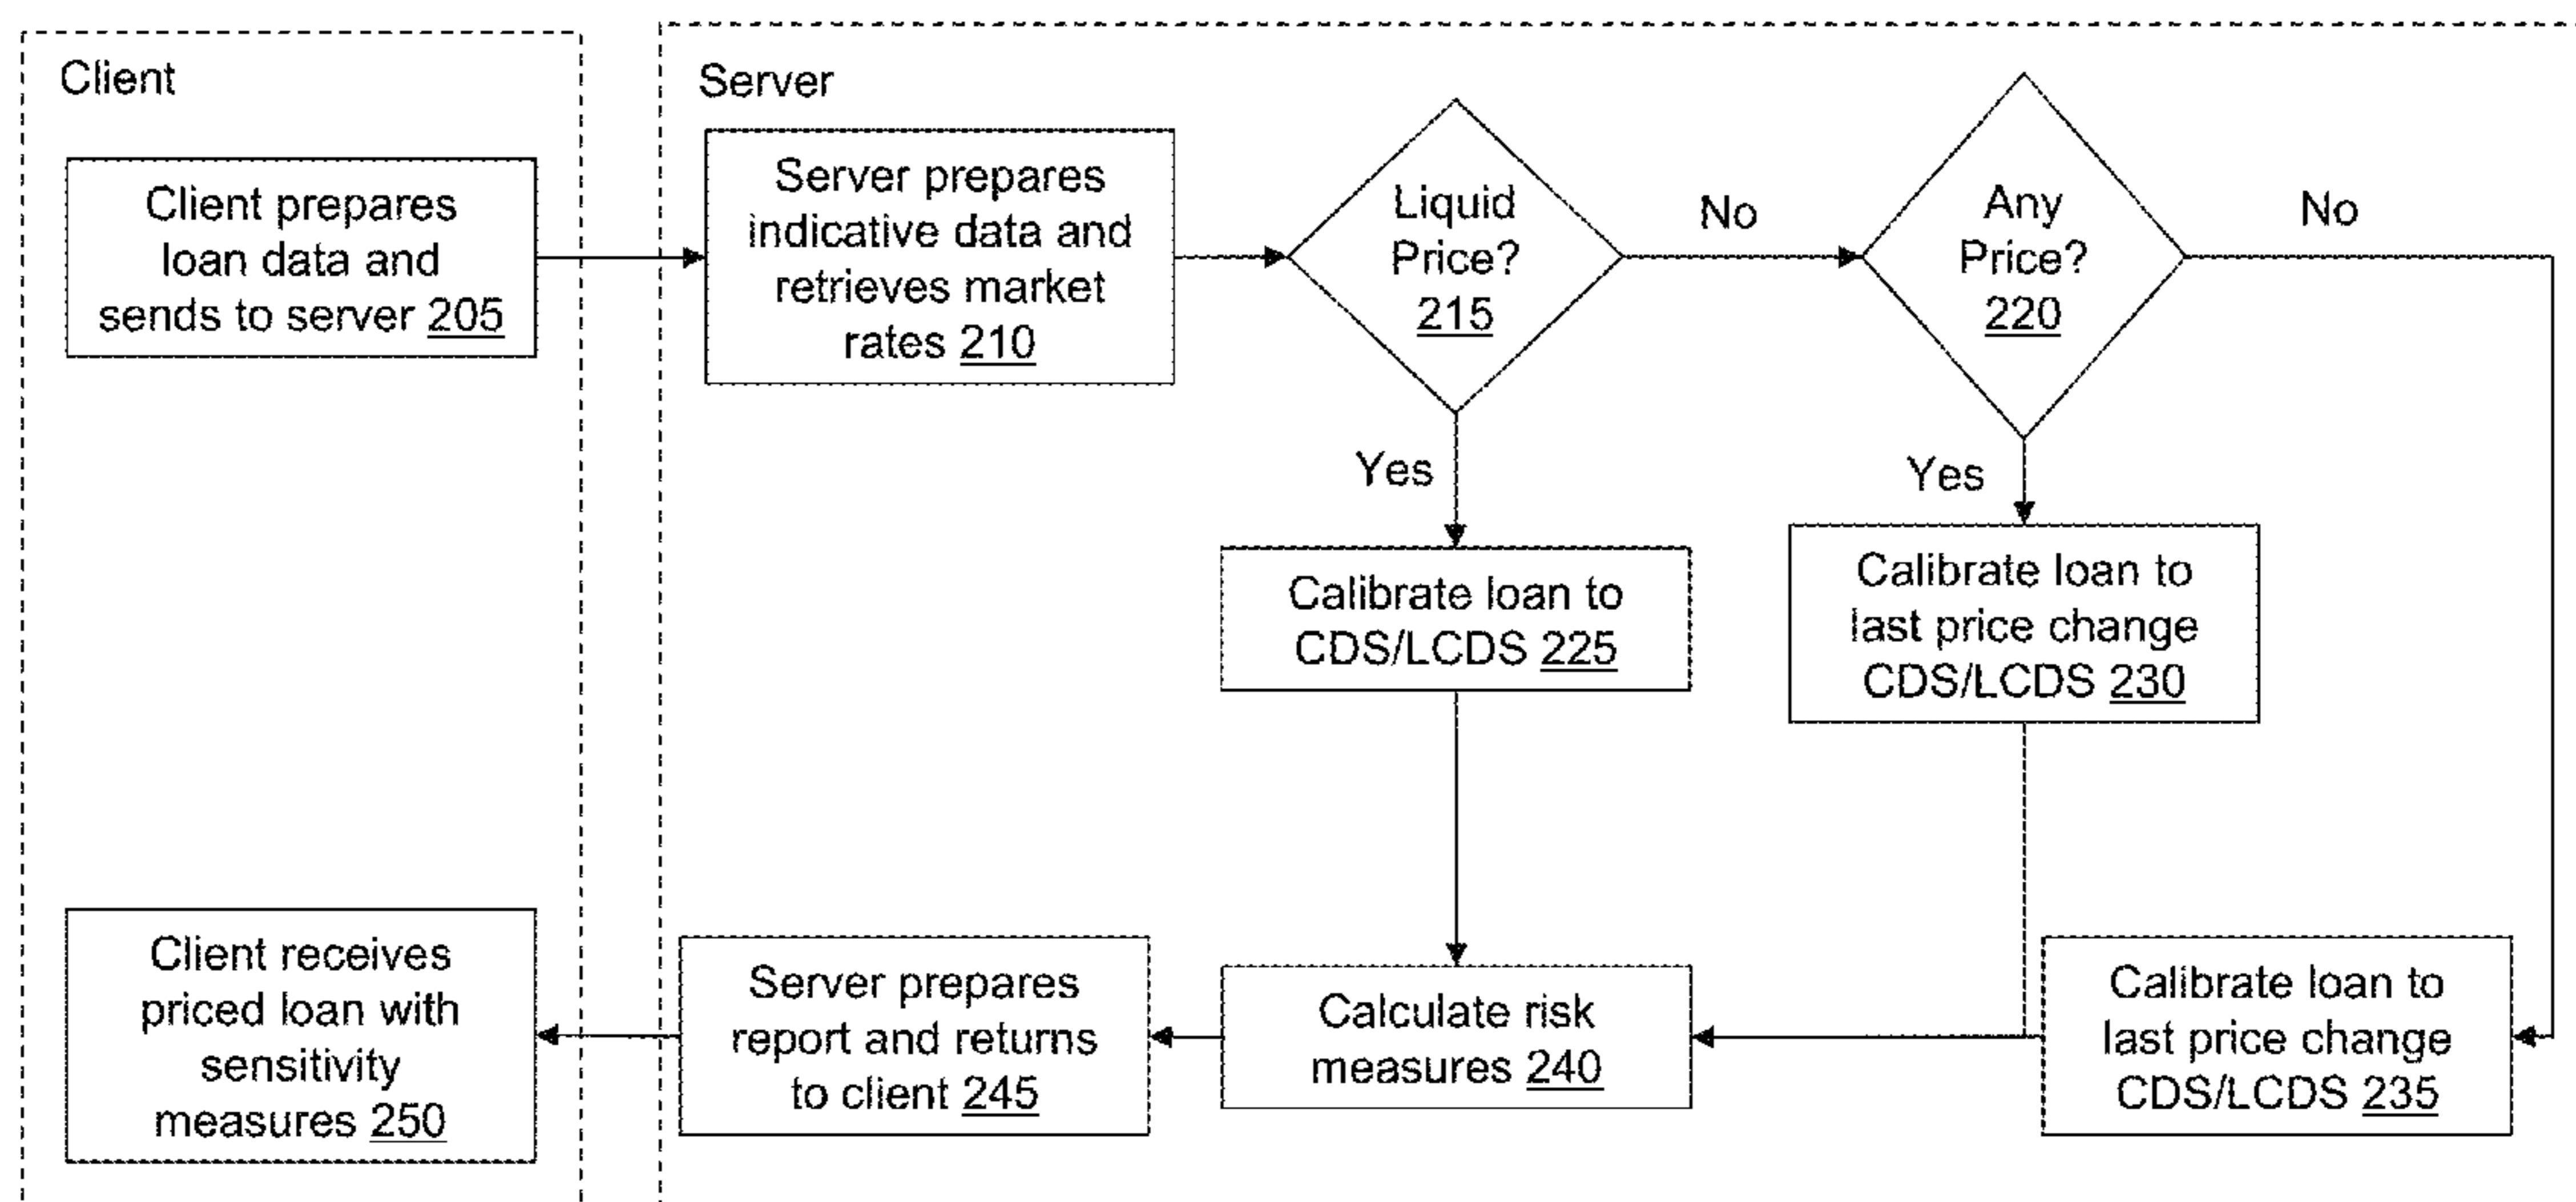 Client
Client prepares
loan data and
sends to server 205
Server
Server prepares
indicative data and
retrieves market
rates 210
Liquid
Price?
215
No
Any
Price?
220
No
Yes
Yes
Calibrate loan to
CDS/LCDS 225
Calibrate loan to
last price change
CDS/LCDS 230
Calibrate loan to
last price change
CDS/LCDS 235
Calculate risk
measures 240
Server prepares
report and returns
to client 245
Client receives
priced loan with
sensitivity
measures 250